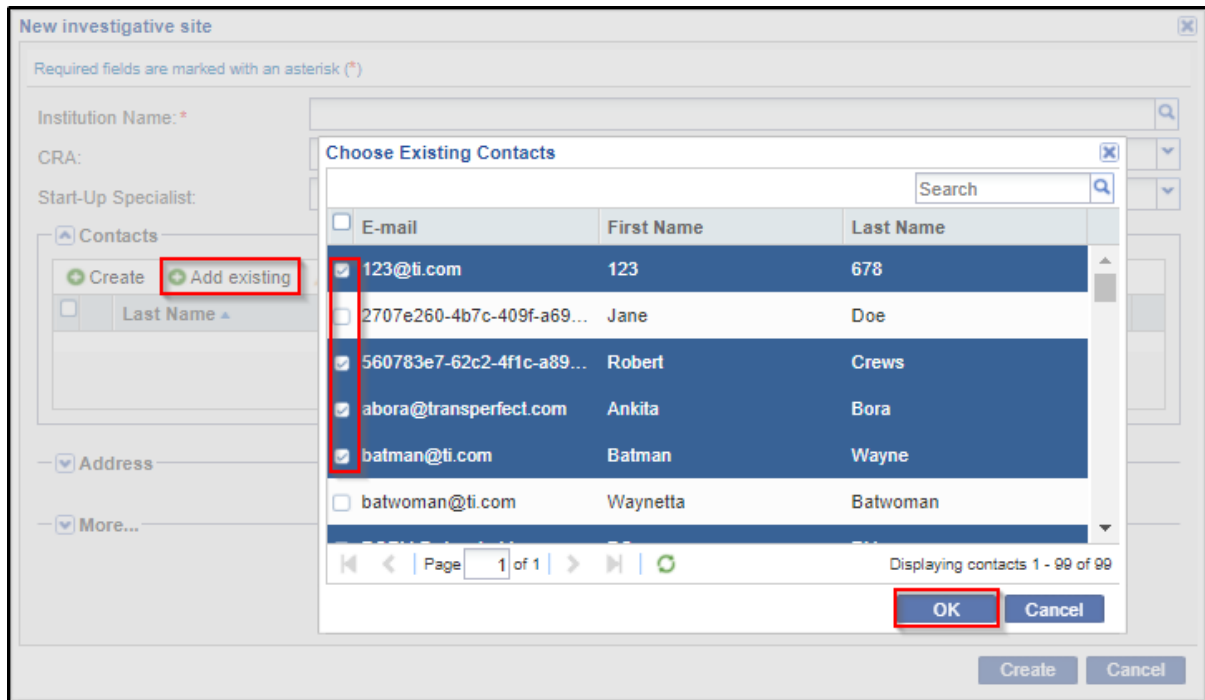 New investigative site
Required fields are marked with an asterisk (*)
Institution Name: *
CRA:
Start-Up Specialist:
Contacts
Create Add existing
Last Name
Address
More...
Choose Existing Contacts
Search
E-mail First Name Last Name
123@ti.com 123 678
2707e260-4b7c-409f-a69... Jane Doe
560783e7-62c2-4f1c-a89... Robert Crews
abora@transperfect.com Ankita Bora
batman@ti.com Batman Wayne
batwoman@ti.com Waynetta Batwoman
Page 1 of 1 Displaying contacts 1 - 99 of 99
OK Cancel
Create Cancel